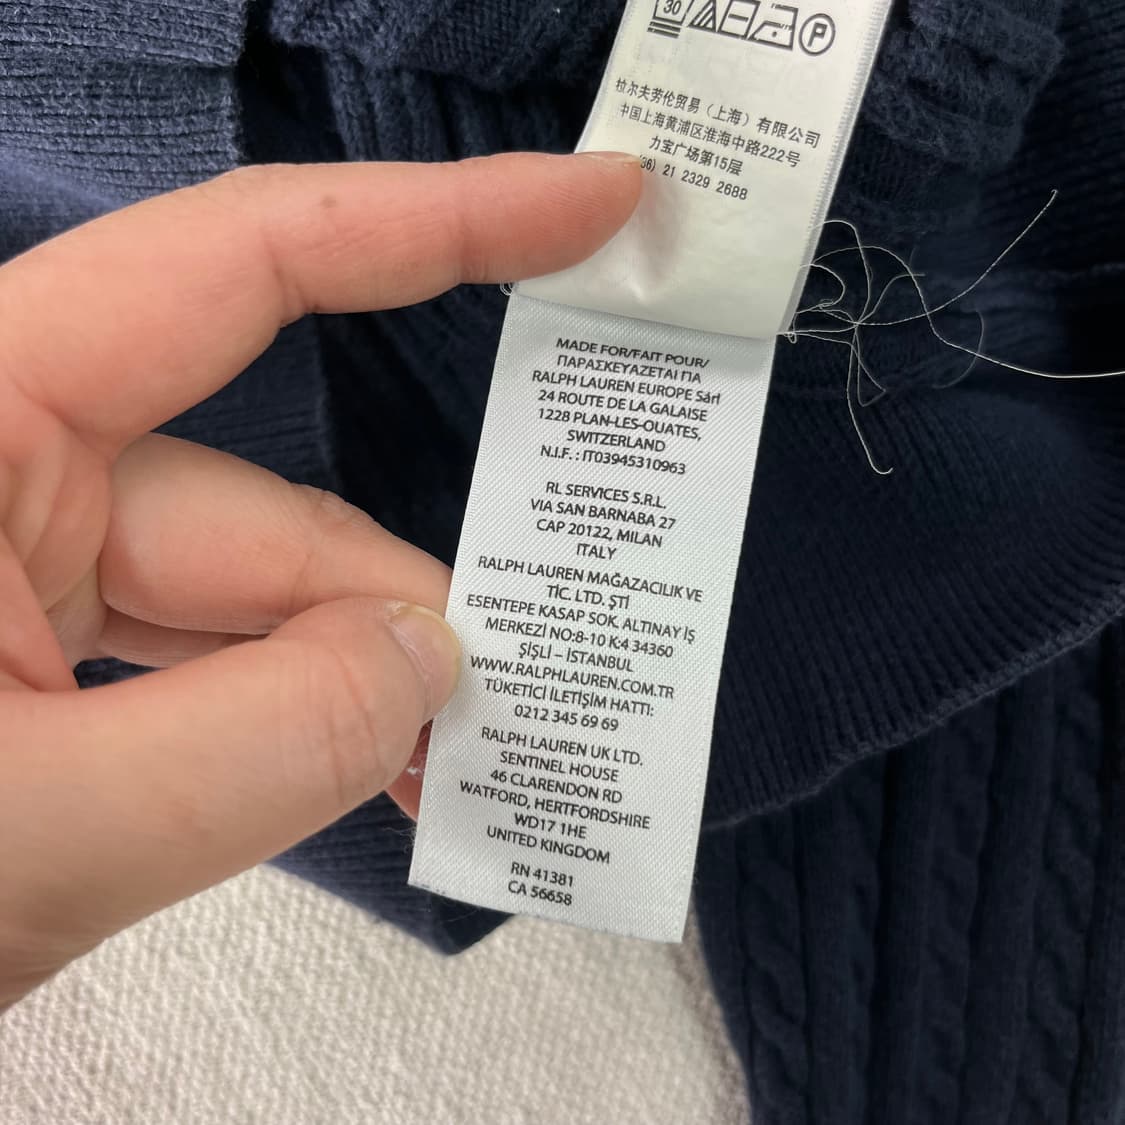 30
P
拉尔夫劳伦贸易（上海）有限公司
中国上海黄浦区淮海中路222号
力宝广场第15层
86) 21 2329 2688
MADE FOR/FAIT POUR/
ΠΑΡΑΣΚΕΥΑΖΕΤΑΙ ΓΙΑ
RALPH LAUREN EUROPE Sàrl
24 ROUTE DE LA GALAISE
1228 PLAN-LES-OUATES,
SWITZERLAND
N.I.F. : IT03945310963
RL SERVICES S.R.L.
VIA SAN BARNABA 27
CAP 20122, MILAN
ITALY
RALPH LAUREN MAĞAZACILIK VE
TİC. LTD. ŞTİ
ESENTEPE KASAP SOK. ALTINAY İŞ
MERKEZİ NO:8-10 K:4 34360
ŞİŞLİ – İSTANBUL
WWW.RALPHLAUREN.COM.TR
TÜKETİCİ İLETİŞİM HATTI:
0212 345 69 69
RALPH LAUREN UK LTD.
SENTINEL HOUSE
46 CLARENDON RD
WATFORD, HERTFORDSHIRE
WD17 1HE
UNITED KINGDOM
RN 41381
CA 56658